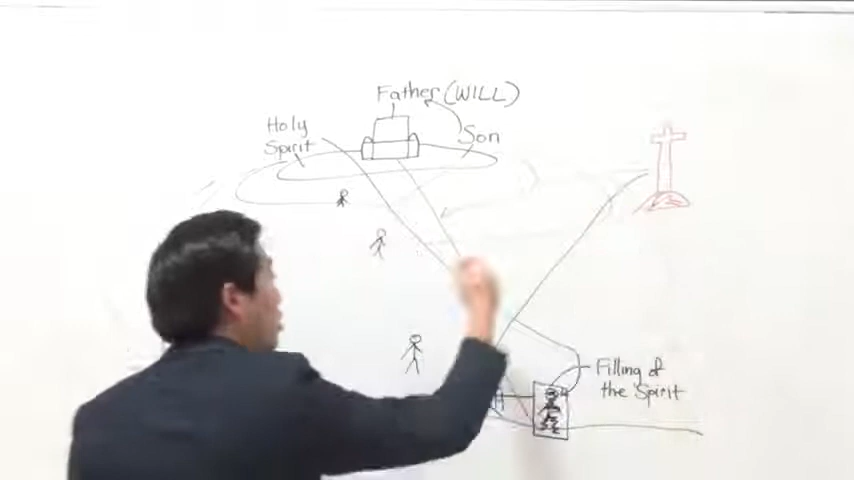 Father (WILL)
Holy
Spirit
Son
Filling of
the Spirit